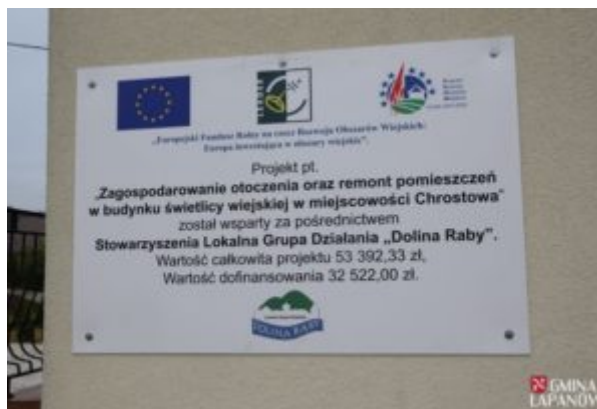 „Europejski Fundusz Rolny na rzecz Rozwoju Obszarów Wiejskich:
Europa inwestująca w obszary wiejskie”.
Projekt pt.
„Zagospodarowanie otoczenia oraz remont pomieszczeń
w budynku świetlicy wiejskiej w miejscowości Chrostowa”
został wsparty za pośrednictwem
Stowarzyszenia Lokalna Grupa Działania „Dolina Raby”.
Wartość całkowita projektu 53 392,33 zł,
Wartość dofinansowania 32 522,00 zł.
DOLINA RABY
GMINA
ŁAPANÓW